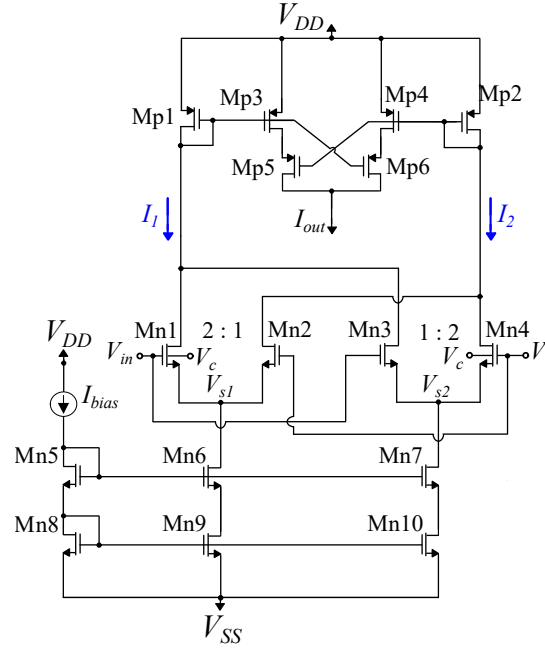 V_DD
Mp1 Mp3 Mp4 Mp2
Mp5 Mp6
I_1 I_out I_2
Mn1 2 : 1 Mn2 Mn3 1 : 2 Mn4
V_DD
V_in V_c V_c V
V_s1 V_s2
I_bias
Mn5 Mn6 Mn7
Mn8 Mn9 Mn10
V_SS